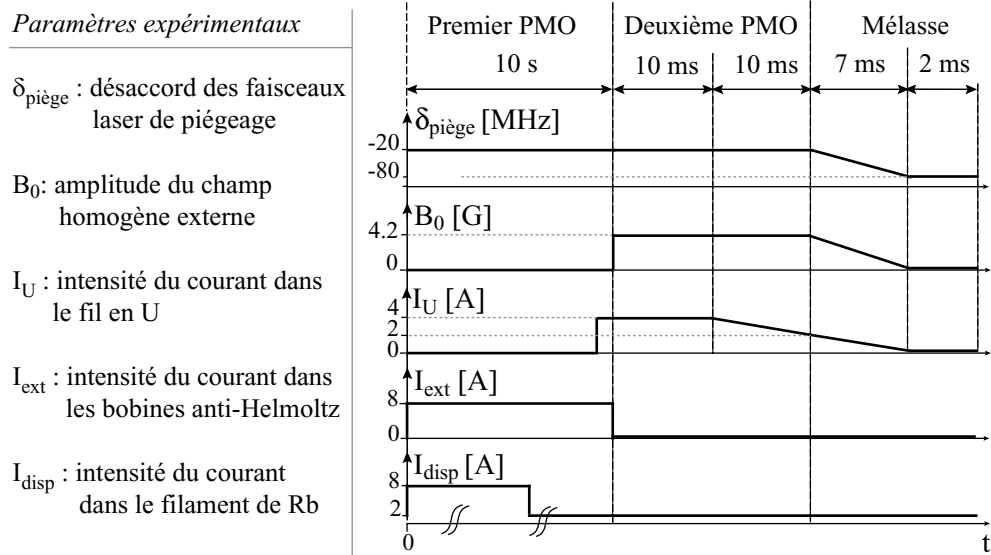 Paramètres expérimentaux
δpiège : désaccord des faisceaux
laser de piégeage
B0: amplitude du champ
homogène externe
IU : intensité du courant dans
le fil en U
Iext : intensité du courant dans
les bobines anti-Helmoltz
Idisp : intensité du courant
dans le filament de Rb
Premier PMO Deuxième PMO Mélasse
10 s 10 ms 10 ms 7 ms 2 ms
δpiège [MHz]
-20
-80
B0 [G]
4.2
0
IU [A]
4
2
0
Iext [A]
8
0
Idisp [A]
8
2
0 t